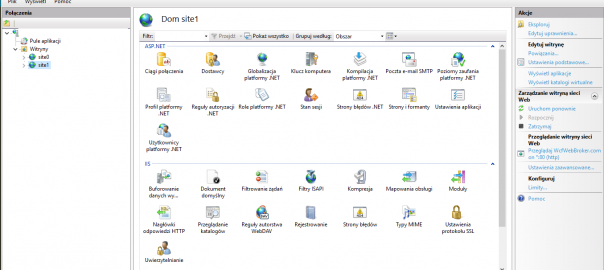 Plik Wyświetl Pomoc
Połączenia
Pule aplikacji
Witryny
site0
site1
Dom site1
Filtr: Przejdź Pokaż wszystko Grupuj według: Obszar
ASP.NET
Ciągi połączenia
Dostawcy
Globalizacja platformy .NET
Klucz komputera
Kompilacja platformy .NET
Poczta e-mail SMTP
Poziomy zaufania platformy .NET
Profil platformy .NET
Reguły autoryzacji .NET
Role platformy .NET
Stan sesji
Strony błędów .NET
Strony i formanty
Ustawienia aplikacji
Użytkownicy platformy .NET
IIS
Buforowanie danych wy...
Dokument domyślny
Filtrowanie żądań
Filtry ISAPI
Kompresja
Mapowania obsługi
Moduły
Nagłówki odpowiedzi HTTP
Przeglądanie katalogów
Reguły autorstwa WebDAV
Rejestrowanie
Strony błędów
Typy MIME
Ustawienia protokołu SSL
Uwierzytelnianie
Akcje
Eksploruj
Edytuj uprawnienia...
Edytuj witrynę
Powiązania...
Ustawienia podstawowe...
Wyświetl aplikacje
Wyświetl katalogi wirtualne
Zarządzanie witryną sieci
Web
Uruchom ponownie
Rozpocznij
Zatrzymaj
Przeglądanie witryny sieci
Web
Przeglądaj WcfWebBroker.com
on *:80 (http)
Ustawienia zaawansowane...
Konfiguruj
Limity...
Pomoc